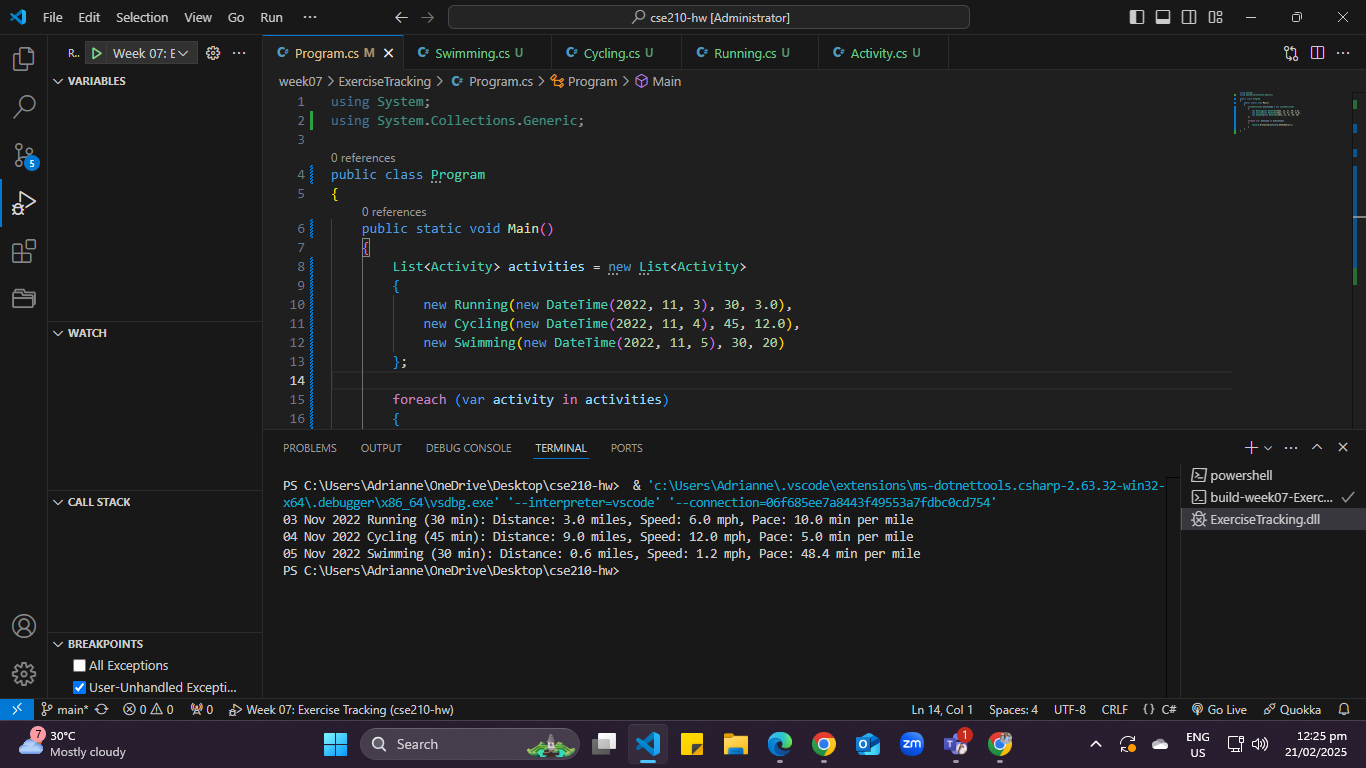 File Edit Selection View Go Run ··· cse210-hw [Administrator]
R.. Week 07: E ···
Program.cs M Swimming.cs U Cycling.cs U Running.cs U Activity.cs U ···
week07 > ExerciseTracking > Program.cs > Program > Main
VARIABLES
WATCH
CALL STACK
BREAKPOINTS
All Exceptions
User-Unhandled Excepti...
1 using System;
2 using System.Collections.Generic;
3
0 references
4 public class Program
5 {
0 references
6 public static void Main()
7 {
8 List<Activity> activities = new List<Activity>
9 {
10 new Running(new DateTime(2022, 11, 3), 30, 3.0),
11 new Cycling(new DateTime(2022, 11, 4), 45, 12.0),
12 new Swimming(new DateTime(2022, 11, 5), 30, 20)
13 };
14
15 foreach (var activity in activities)
16 {
PROBLEMS OUTPUT DEBUG CONSOLE TERMINAL PORTS ···
PS C:\Users\Adrianne\OneDrive\Desktop\cse210-hw> & 'c:\Users\Adrianne\.vscode\extensions\ms-dotnettools.csharp-2.63.32-win32-
x64\.debugger\x86_64\vsdbg.exe' '--interpreter=vscode' '--connection=06f685ee7a8443f49553a7fdbc0cd754'
03 Nov 2022 Running (30 min): Distance: 3.0 miles, Speed: 6.0 mph, Pace: 10.0 min per mile
04 Nov 2022 Cycling (45 min): Distance: 9.0 miles, Speed: 12.0 mph, Pace: 5.0 min per mile
05 Nov 2022 Swimming (30 min): Distance: 0.6 miles, Speed: 1.2 mph, Pace: 48.4 min per mile
PS C:\Users\Adrianne\OneDrive\Desktop\cse210-hw>
powershell
build-week07-Exerc...
ExerciseTracking.dll
5
main* 0 0 0 Week 07: Exercise Tracking (cse210-hw) Ln 14, Col 1 Spaces: 4 UTF-8 CRLF {} C# Go Live Quokka
7 30°C
Mostly cloudy
Search
zm
1
ENG
US
12:25 pm
21/02/2025